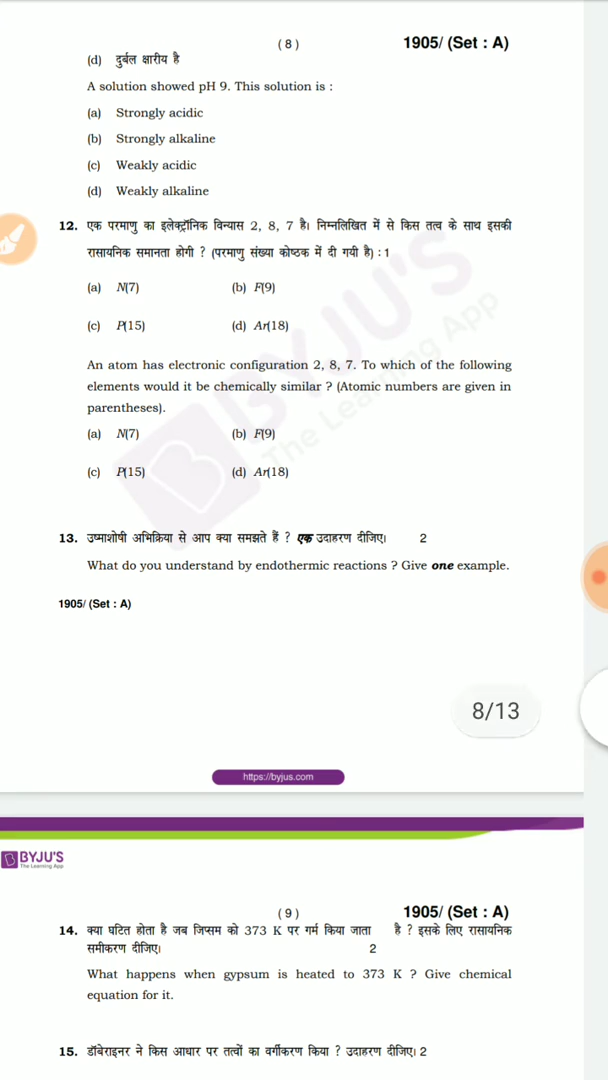 ( 8 )
1905/ (Set : A)
(d) दुर्बल क्षारीय है
A solution showed pH 9. This solution is :
(a) Strongly acidic
(b) Strongly alkaline
(c) Weakly acidic
(d) Weakly alkaline
12. एक परमाणु का इलेक्ट्रॉनिक विन्यास 2, 8, 7 है। निम्नलिखित में से किस तत्व के साथ इसकी
रासायनिक समानता होगी ? (परमाणु संख्या कोष्ठक में दी गयी है) : 1
(a) N(7) (b) F(9)
(c) P(15) (d) Ar(18)
An atom has electronic configuration 2, 8, 7. To which of the following
elements would it be chemically similar ? (Atomic numbers are given in
parentheses).
(a) N(7) (b) F(9)
(c) P(15) (d) Ar(18)
BYJU'S
The Learning App
13. उष्माशोषी अभिक्रिया से आप क्या समझते हैं ? एक उदाहरण दीजिए। 2
What do you understand by endothermic reactions ? Give one example.
1905/ (Set : A)
8/13
https://byjus.com
BYJU'S
The Learning App
( 9 )
1905/ (Set : A)
14. क्या घटित होता है जब जिप्सम को 373 K पर गर्म किया जाता है ? इसके लिए रासायनिक
समीकरण दीजिए। 2
What happens when gypsum is heated to 373 K ? Give chemical
equation for it.
15. डॉबेराइनर ने किस आधार पर तत्वों का वर्गीकरण किया ? उदाहरण दीजिए। 2